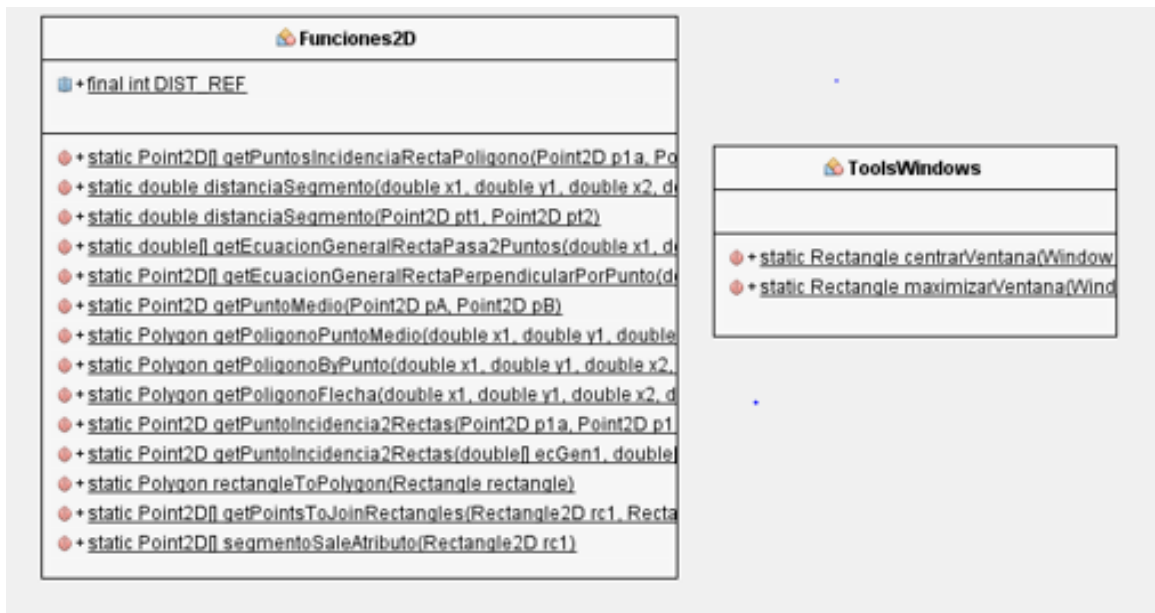 Funciones2D
+final int DIST_REF
+static Point2D[] getPuntosIncidenciaRectaPoligono(Point2D p1a, Po
+static double distanciaSegmento(double x1, double y1, double x2, d
+static double distanciaSegmento(Point2D pt1, Point2D pt2)
+static double[] getEcuacionGeneralRectaPasa2Puntos(double x1, d
+static Point2D[] getEcuacionGeneralRectaPerpendicularPorPunto(d
+static Point2D getPuntoMedio(Point2D pA, Point2D pB)
+static Polygon getPoligonoPuntoMedio(double x1, double y1, double
+static Polygon getPoligonoByPunto(double x1, double y1, double x2,
+static Polygon getPoligonoFlecha(double x1, double y1, double x2, d
+static Point2D getPuntoIncidencia2Rectas(Point2D p1a, Point2D p1
+static Point2D getPuntoIncidencia2Rectas(double[] ecGen1, double[
+static Polygon rectangleToPolygon(Rectangle rectangle)
+static Point2D[] getPointsToJoinRectangles(Rectangle2D rc1, Recta
+static Point2D[] segmentoSaleAtributo(Rectangle2D rc1)
ToolsWindows
+static Rectangle centrarVentana(Window
+static Rectangle maximizarVentana(Wind